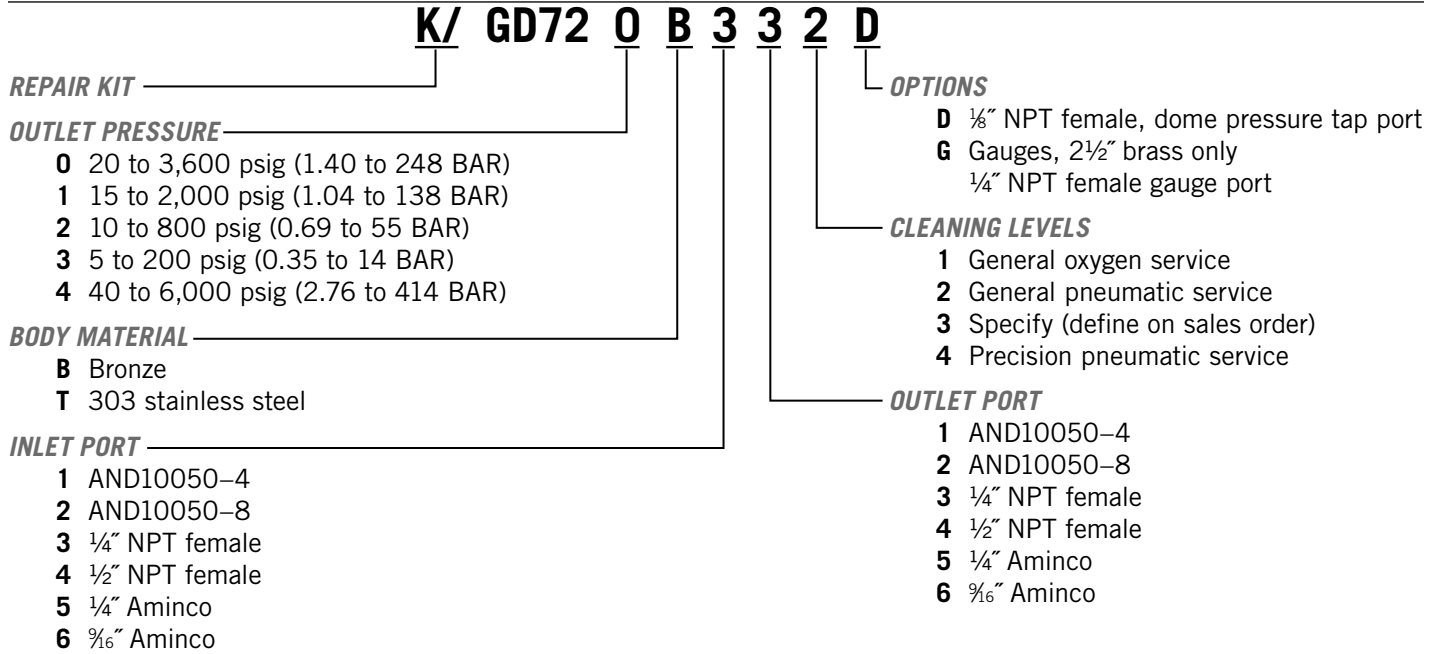 K/ GD72 0 B 3 3 2 D
REPAIR KIT
OUTLET PRESSURE
0 20 to 3,600 psig (1.40 to 248 BAR)
1 15 to 2,000 psig (1.04 to 138 BAR)
2 10 to 800 psig (0.69 to 55 BAR)
3 5 to 200 psig (0.35 to 14 BAR)
4 40 to 6,000 psig (2.76 to 414 BAR)
BODY MATERIAL
B Bronze
T 303 stainless steel
INLET PORT
1 AND10050–4
2 AND10050–8
3 ¼˝ NPT female
4 ½˝ NPT female
5 ¼˝ Aminco
6 9⁄16˝ Aminco
OPTIONS
D ⅛˝ NPT female, dome pressure tap port
G Gauges, 2½˝ brass only
¼˝ NPT female gauge port
CLEANING LEVELS
1 General oxygen service
2 General pneumatic service
3 Specify (define on sales order)
4 Precision pneumatic service
OUTLET PORT
1 AND10050–4
2 AND10050–8
3 ¼˝ NPT female
4 ½˝ NPT female
5 ¼˝ Aminco
6 9⁄16˝ Aminco